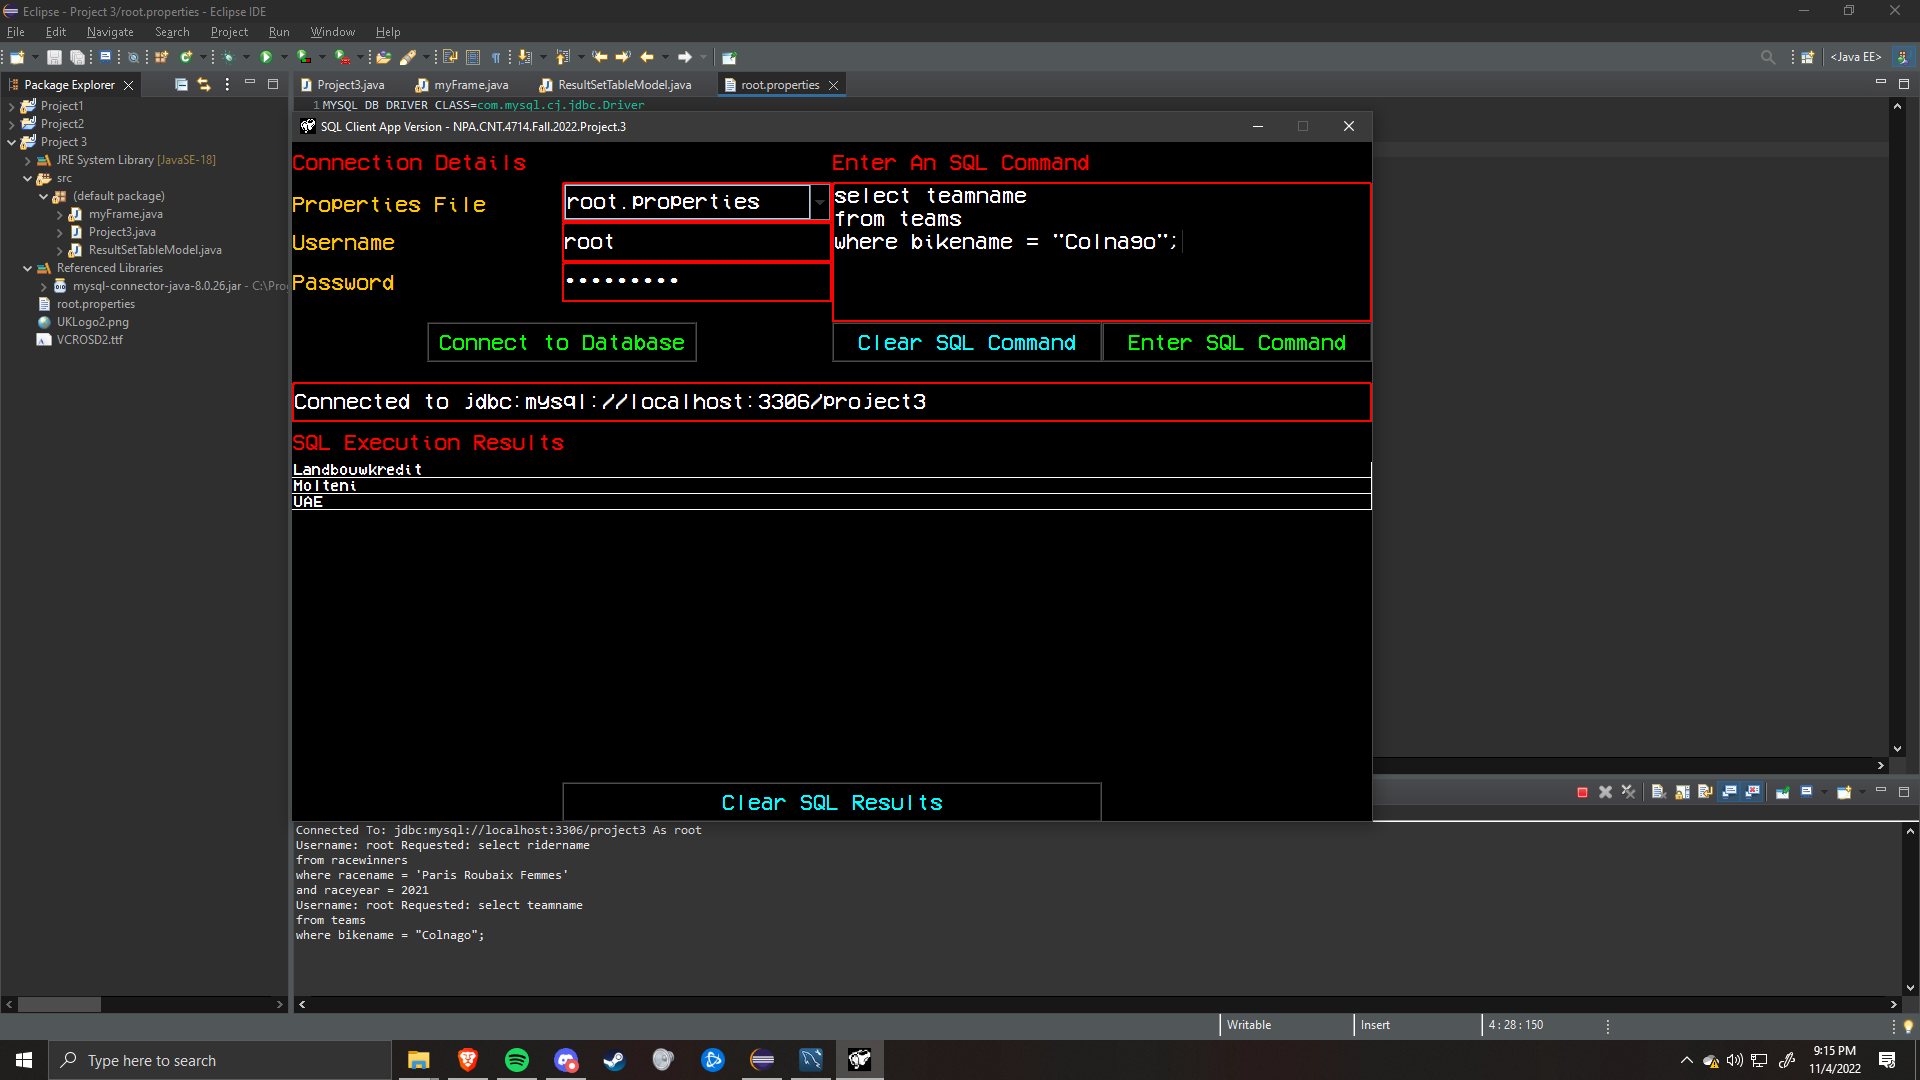 Eclipse - Project 3/root.properties - Eclipse IDE
File Edit Navigate Search Project Run Window Help
<Java EE>
Package Explorer
Project1
Project2
Project 3
JRE System Library [JavaSE-18]
src
(default package)
myFrame.java
Project3.java
ResultSetTableModel.java
Referenced Libraries
mysql-connector-java-8.0.26.jar - C:\Pro
root.properties
UKLogo2.png
VCROSD2.ttf
Project3.java myFrame.java ResultSetTableModel.java root.properties
1 MYSQL_DB_DRIVER_CLASS=com.mysql.cj.jdbc.Driver
SQL Client App Version - NPA.CNT.4714.Fall.2022.Project.3
Connection Details
Properties File root.properties
Username root
Password •••••••••
Connect to Database
Enter An SQL Command
select teamname
from teams
where bikename = "Colnago";
Clear SQL Command Enter SQL Command
Connected to jdbc:mysql://localhost:3306/project3
SQL Execution Results
Landbouwkredit
Molteni
UAE
Clear SQL Results
Connected To: jdbc:mysql://localhost:3306/project3 As root
Username: root Requested: select ridername
from racewinners
where racename = 'Paris Roubaix Femmes'
and raceyear = 2021
Username: root Requested: select teamname
from teams
where bikename = "Colnago";
Writable Insert 4 : 28 : 150
Type here to search
9:15 PM
11/4/2022